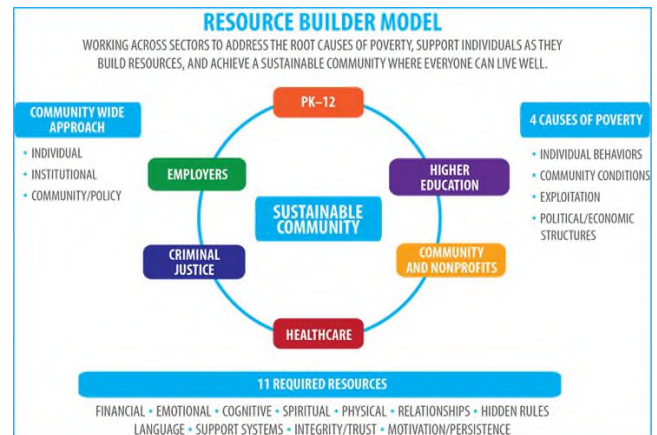 RESOURCE BUILDER MODEL
WORKING ACROSS SECTORS TO ADDRESS THE ROOT CAUSES OF POVERTY, SUPPORT INDIVIDUALS AS THEY
BUILD RESOURCES, AND ACHIEVE A SUSTAINABLE COMMUNITY WHERE EVERYONE CAN LIVE WELL.
COMMUNITY WIDE
APPROACH
• INDIVIDUAL
• INSTITUTIONAL
• COMMUNITY/POLICY
PK–12
EMPLOYERS
HIGHER
EDUCATION
SUSTAINABLE
COMMUNITY
CRIMINAL
JUSTICE
COMMUNITY
AND NONPROFITS
HEALTHCARE
4 CAUSES OF POVERTY
• INDIVIDUAL BEHAVIORS
• COMMUNITY CONDITIONS
• EXPLOITATION
• POLITICAL/ECONOMIC
STRUCTURES
11 REQUIRED RESOURCES
FINANCIAL • EMOTIONAL • COGNITIVE • SPIRITUAL • PHYSICAL • RELATIONSHIPS • HIDDEN RULES
LANGUAGE • SUPPORT SYSTEMS • INTEGRITY/TRUST • MOTIVATION/PERSISTENCE